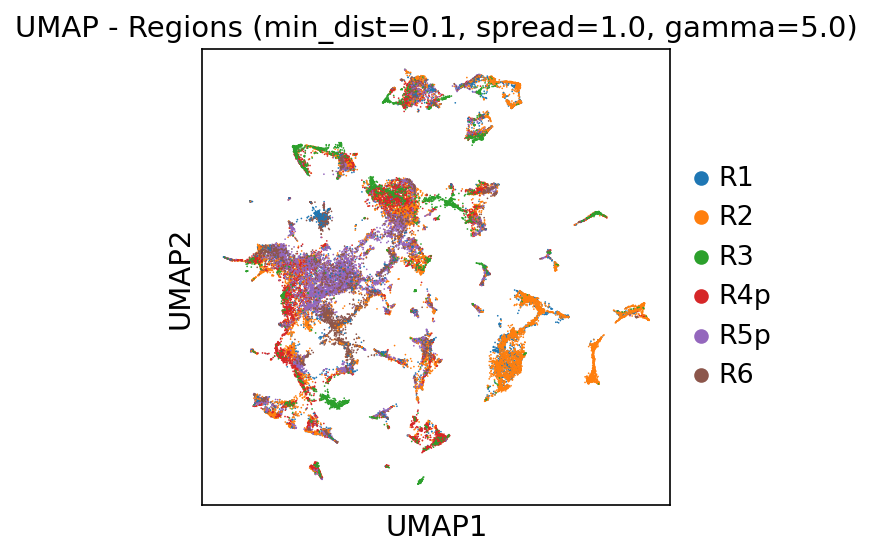 UMAP - Regions (min_dist=0.1, spread=1.0, gamma=5.0)
UMAP2
R1
R2
R3
R4p
R5p
R6
UMAP1